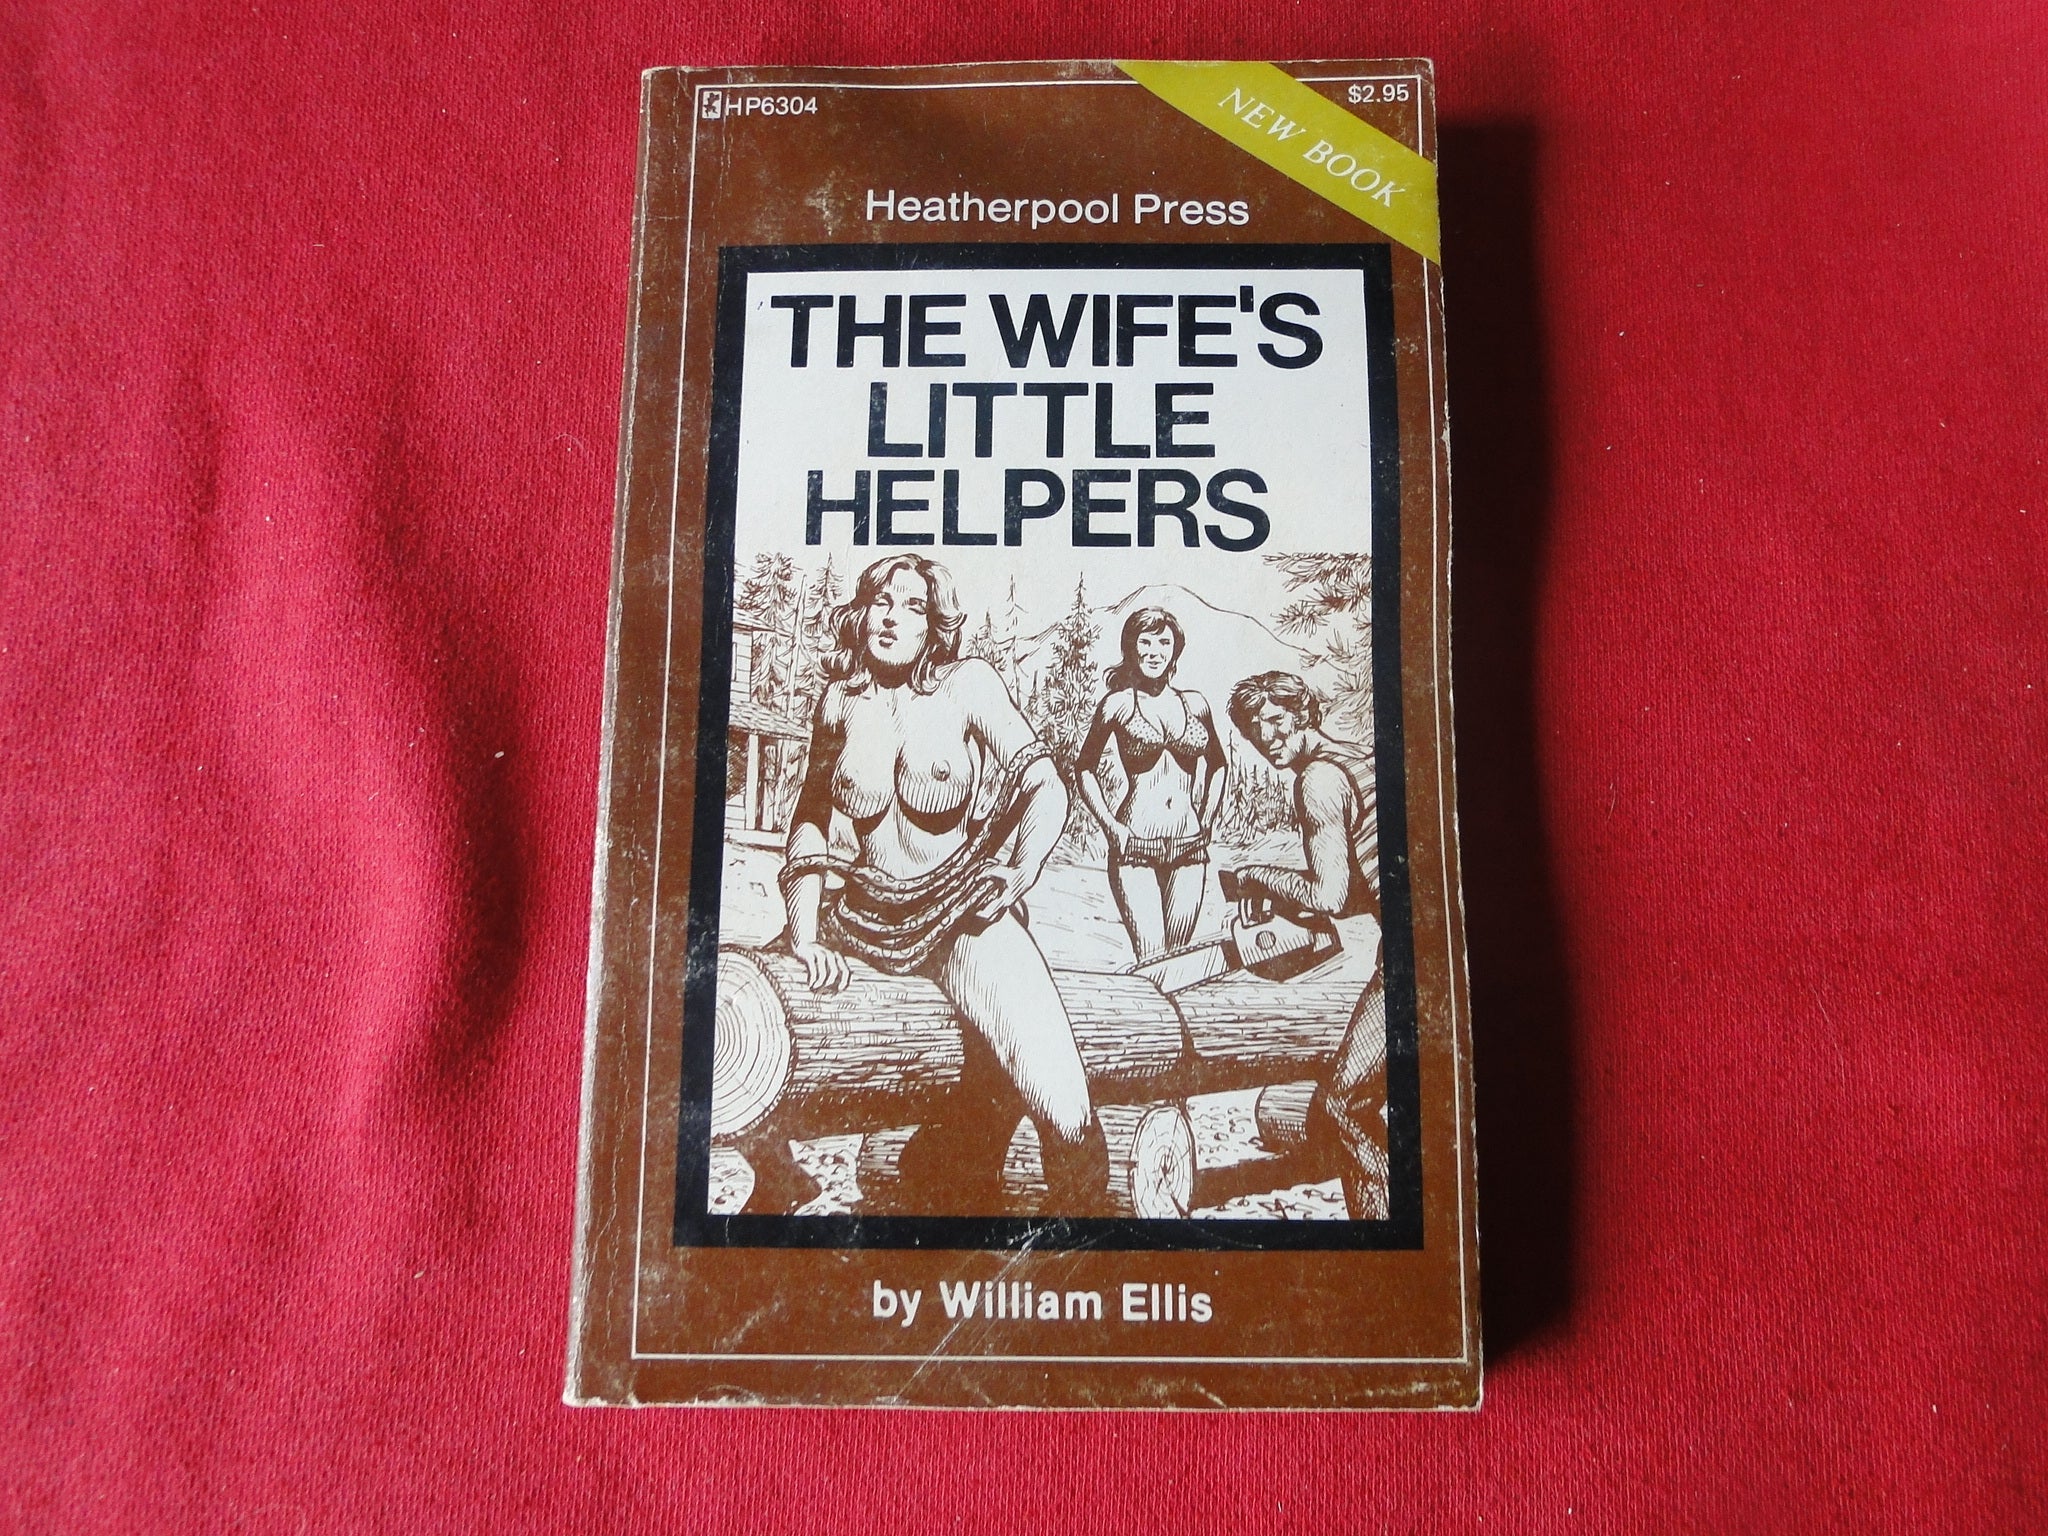 HP6304
$2.95
NEW BOOK
Heatherpool Press
THE WIFE'S
LITTLE
HELPERS
by William Ellis